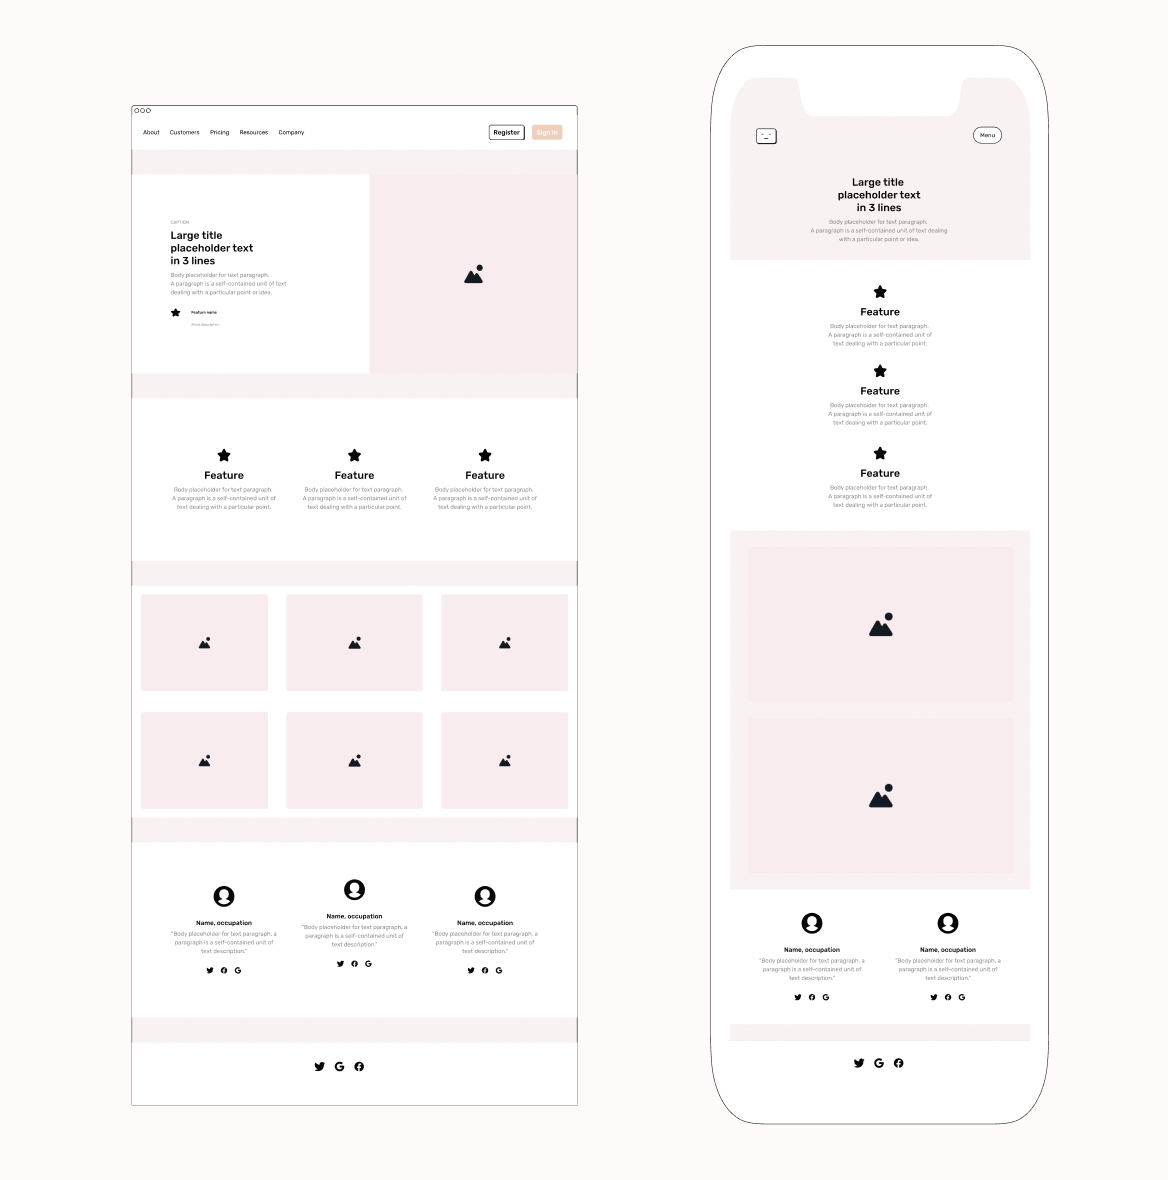 About Customers Pricing Resources Company Register Sign In
CAPTION
Large title
placeholder text
in 3 lines
Body placeholder for text paragraph.
A paragraph is a self-contained unit of text
dealing with a particular point or idea.
Feature name
Short description
Feature
Body placeholder for text paragraph.
A paragraph is a self-contained unit of
text dealing with a particular point.
Feature
Body placeholder for text paragraph.
A paragraph is a self-contained unit of
text dealing with a particular point.
Feature
Body placeholder for text paragraph.
A paragraph is a self-contained unit of
text dealing with a particular point.
Name, occupation
"Body placeholder for text paragraph, a
paragraph is a self-contained unit of
text description."
Name, occupation
"Body placeholder for text paragraph, a
paragraph is a self-contained unit of
text description."
Name, occupation
"Body placeholder for text paragraph, a
paragraph is a self-contained unit of
text description."
Menu
Large title
placeholder text
in 3 lines
Body placeholder for text paragraph.
A paragraph is a self-contained unit of text dealing
with a particular point or idea.
Feature
Body placeholder for text paragraph.
A paragraph is a self-contained unit of
text dealing with a particular point.
Feature
Body placeholder for text paragraph.
A paragraph is a self-contained unit of
text dealing with a particular point.
Feature
Body placeholder for text paragraph.
A paragraph is a self-contained unit of
text dealing with a particular point.
Name, occupation
"Body placeholder for text paragraph, a
paragraph is a self-contained unit of
text description."
Name, occupation
"Body placeholder for text paragraph, a
paragraph is a self-contained unit of
text description."